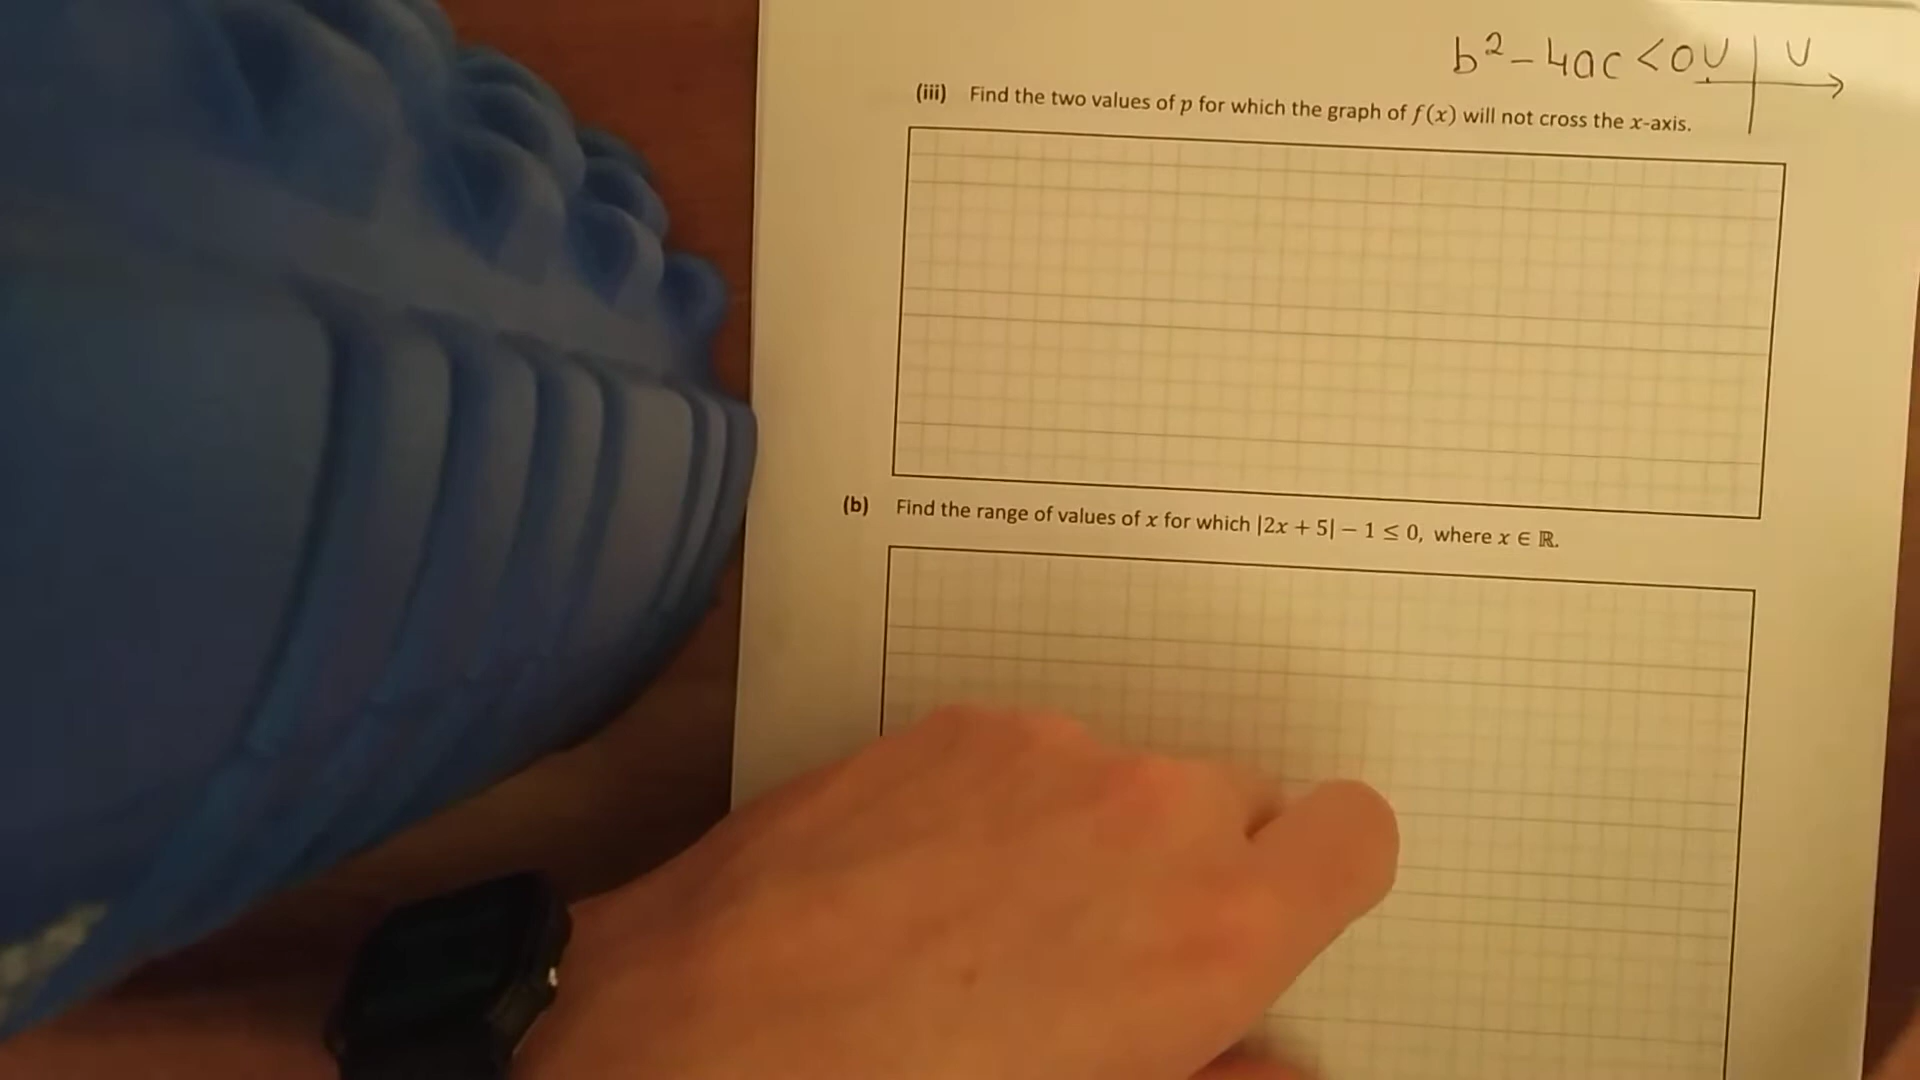 b² - 4ac < 0
(iii) Find the two values of p for which the graph of f(x) will not cross the x-axis.
(b) Find the range of values of x for which |2x + 5| − 1 ≤ 0, where x ∈ ℝ.